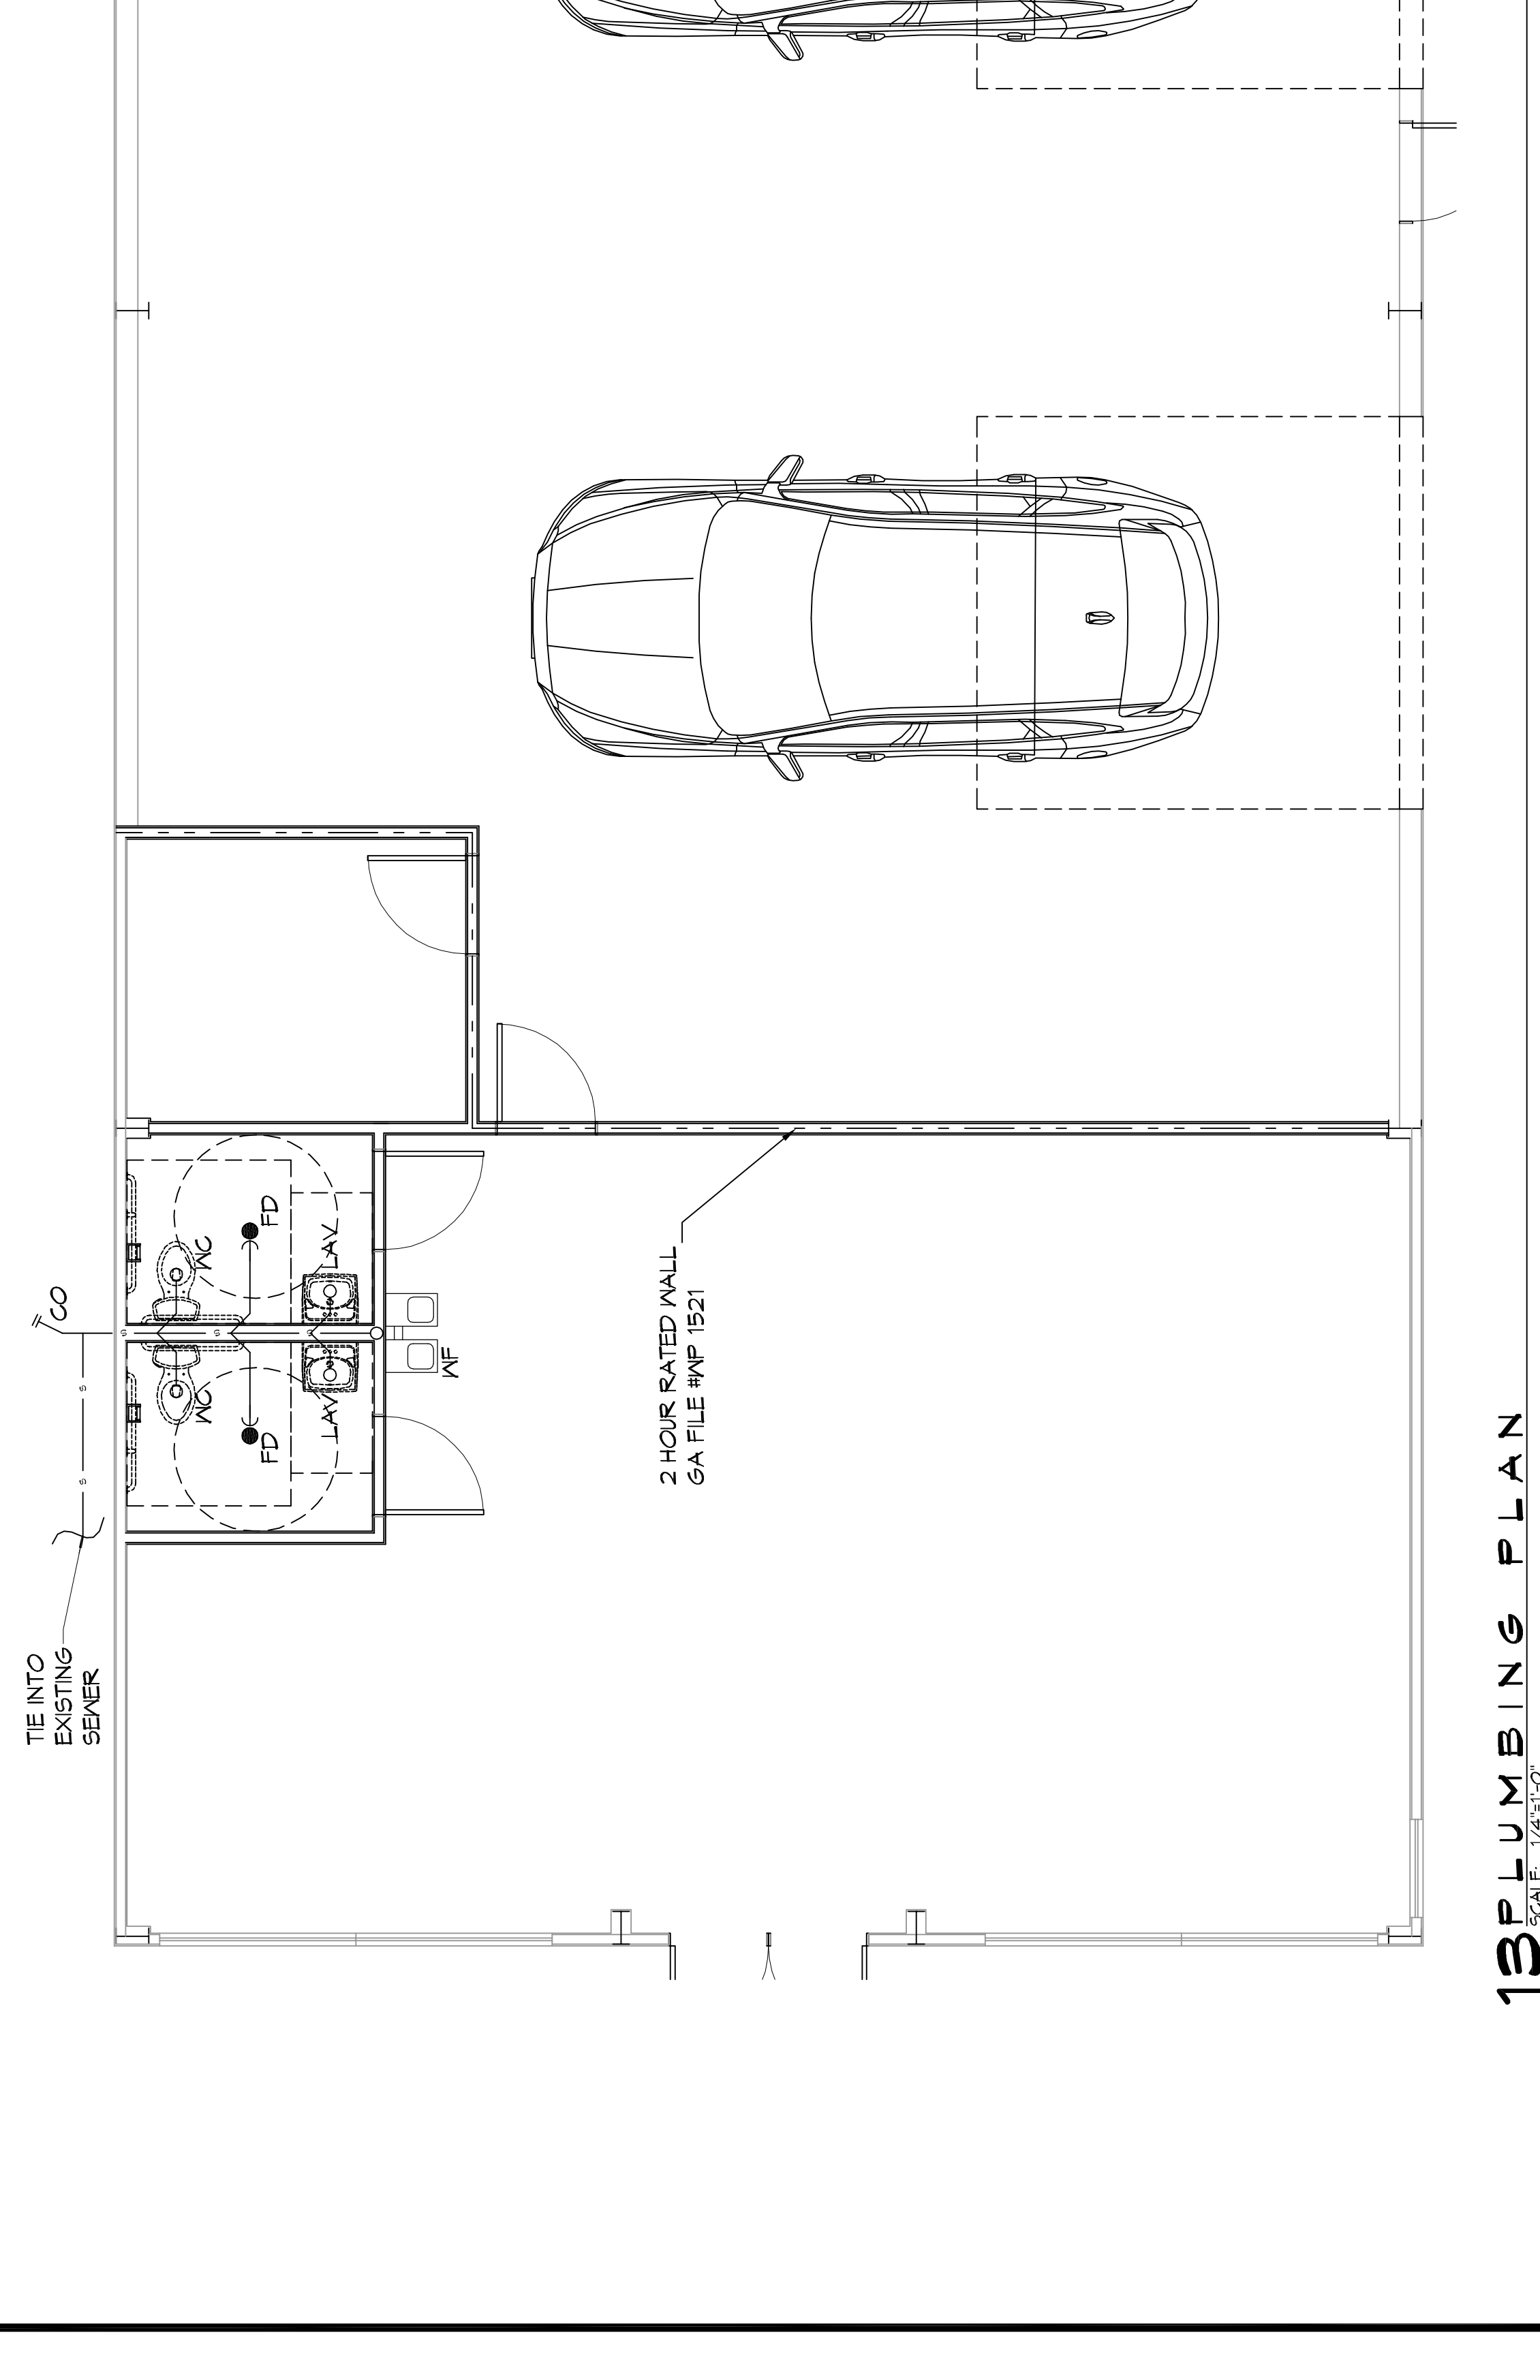 TIE INTO
EXISTING
SEWER
CO
S
S
S
S
S
WC
WC
FD
FD
LAV
LAV
WF
2 HOUR RATED WALL
GA FILE #WP 1521
13
PLUMBING PLAN
SCALE: 1/4"=1'-0"